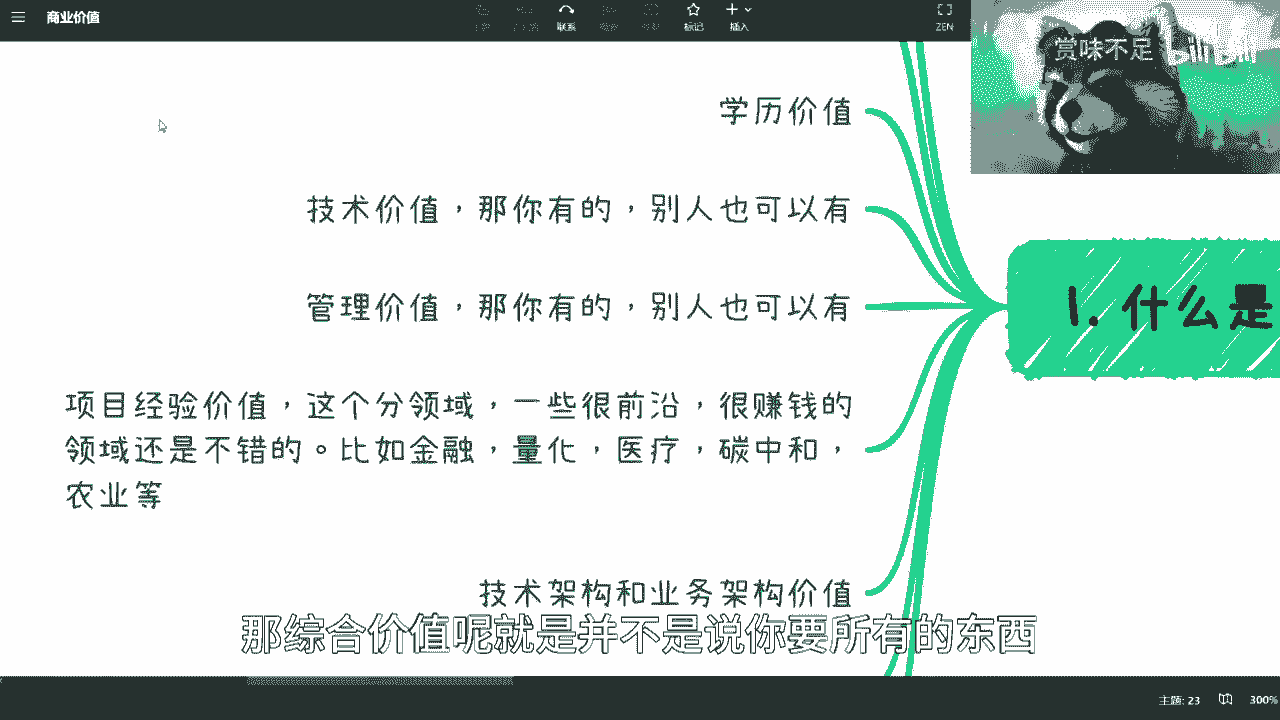 商业价值
联系
标记
插入
ZEN
赏味不足 bilibili
学历价值
技术价值，那你有的，别人也可以有
管理价值，那你有的，别人也可以有
1. 什么是
项目经验价值，这个分领域，一些很前沿，很赚钱的
领域还是不错的。比如金融，量化，医疗，碳中和，
农业等
技术架构和业务架构价值
那综合价值呢就是并不是说你要所有的东西
主题: 23
300%